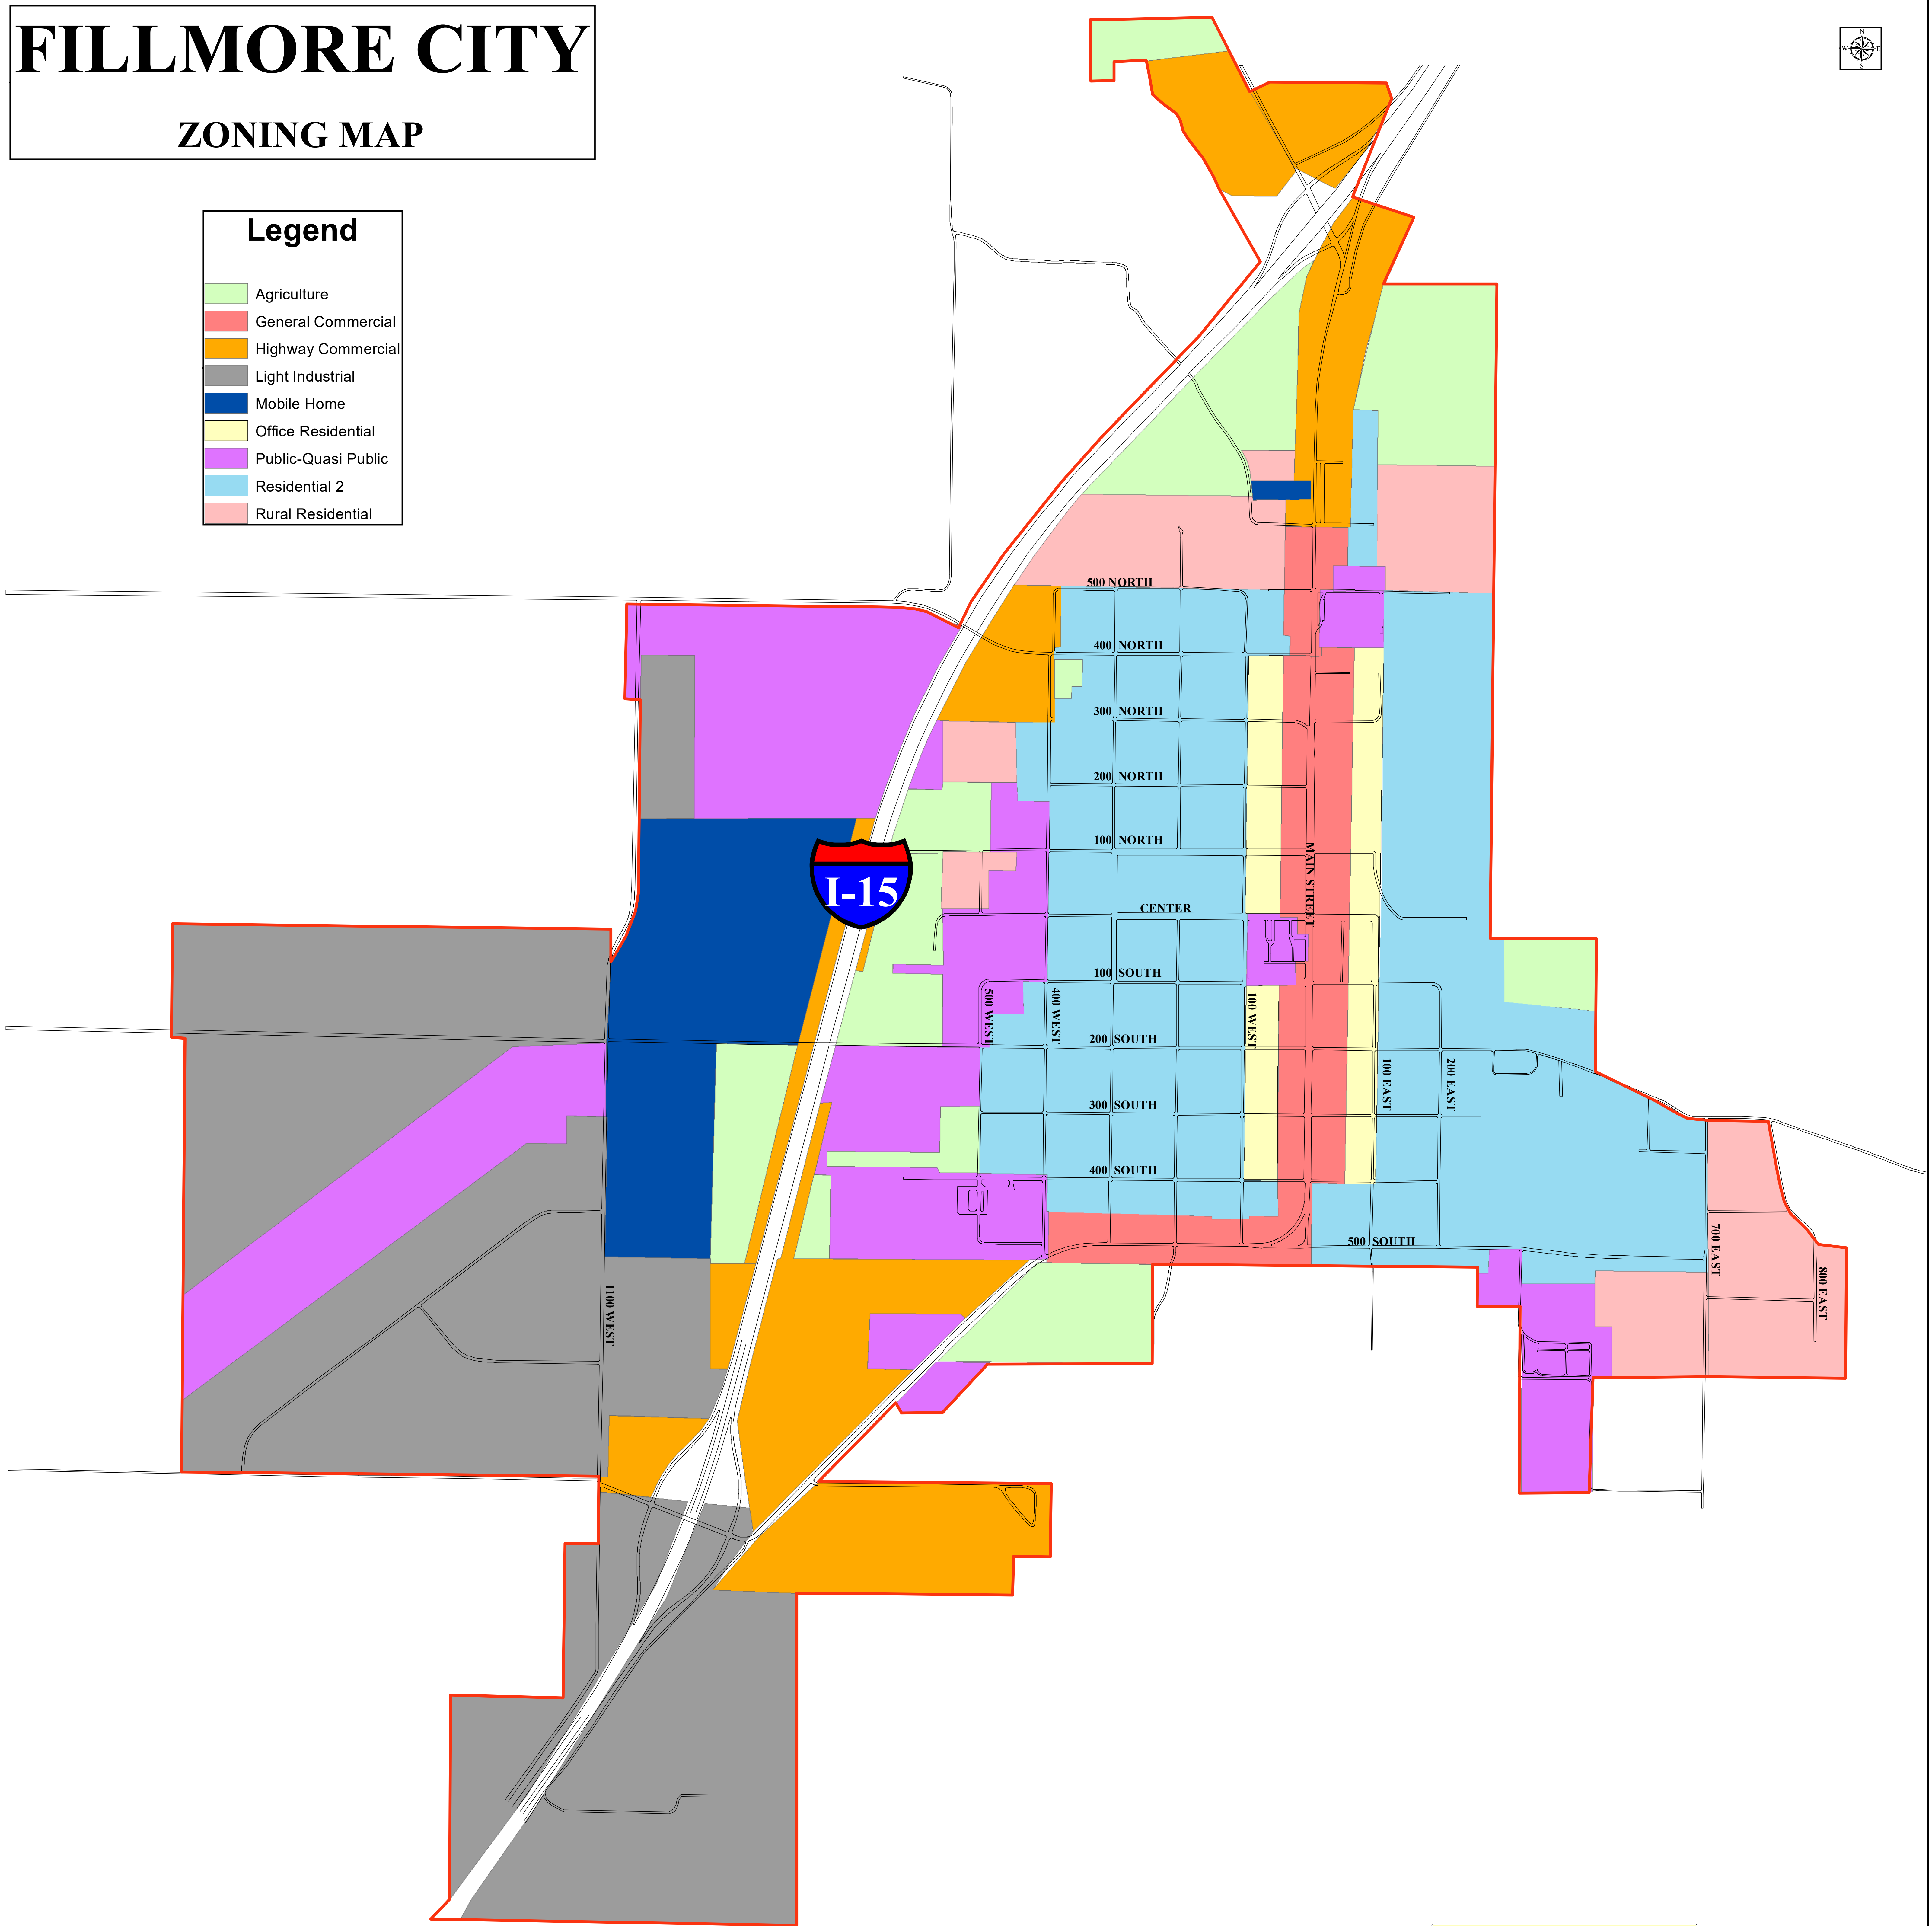 FILLMORE CITY
ZONING MAP
N
W E
S
Legend
Agriculture
General Commercial
Highway Commercial
Light Industrial
Mobile Home
Office Residential
Public-Quasi Public
Residential 2
Rural Residential
500 NORTH
400 NORTH
300 NORTH
200 NORTH
100 NORTH
MAIN STREET
I-15
CENTER
100 SOUTH
500 WEST
400 WEST
100 WEST
200 SOUTH
100 EAST
200 EAST
300 SOUTH
400 SOUTH
500 SOUTH
700 EAST
800 EAST
1100 WEST